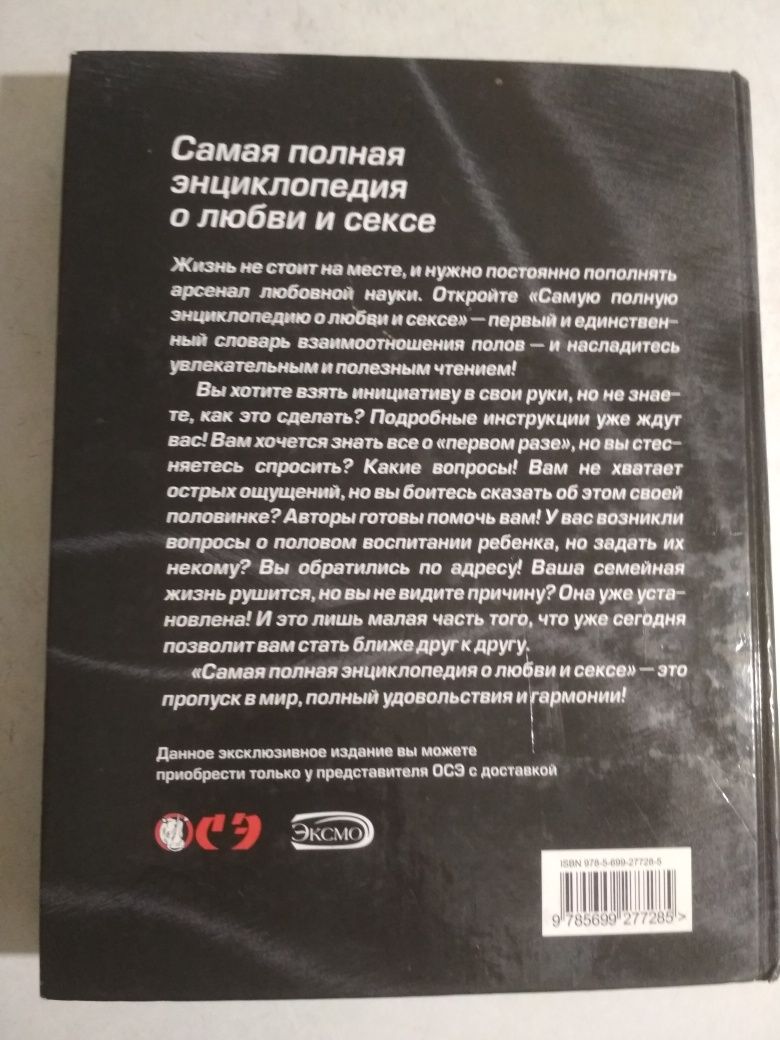 Самая полная
энциклопедия
о любви и сексе
Жизнь не стоит на месте, и нужно постоянно пополнять
арсенал любовной науки. Откройте «Самую полную
энциклопедию о любви и сексе» — первый и единствен-
ный словарь взаимоотношения полов — и насладитесь
увлекательным и полезным чтением!
Вы хотите взять инициативу в свои руки, но не знае-
те, как это сделать? Подробные инструкции уже ждут
вас! Вам хочется знать все о «первом разе», но вы стес-
няетесь спросить? Какие вопросы! Вам не хватает
острых ощущений, но вы боитесь сказать об этом своей
половинке? Авторы готовы помочь вам! У вас возникли
вопросы о половом воспитании ребенка, но задать их
некому? Вы обратились по адресу! Ваша семейная
жизнь рушится, но вы не видите причину? Она уже уста-
новлена! И это лишь малая часть того, что уже сегодня
позволит вам стать ближе друг к другу.
«Самая полная энциклопедия о любви и сексе» — это
пропуск в мир, полный удовольствия и гармонии!
Данное эксклюзивное издание вы можете
приобрести только у представителя ОСЭ с доставкой
ОСЭ
ЭКСМО
ISBN 978-5-699-27728-5
9 785699 277285 >